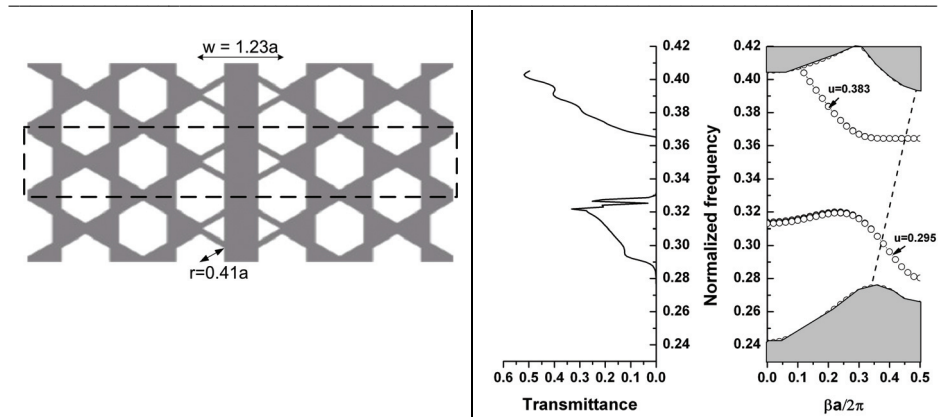 w = 1.23a
r=0.41a
0.42
0.40
0.38
0.36
0.34
0.32
0.30
0.28
0.26
0.24
0.6 0.5 0.4 0.3 0.2 0.1 0.0
Transmittance
Normalized frequency
0.42
0.40
0.38
0.36
0.34
0.32
0.30
0.28
0.26
0.24
u=0.383
u=0.295
0.0 0.1 0.2 0.3 0.4 0.5
βa/2π